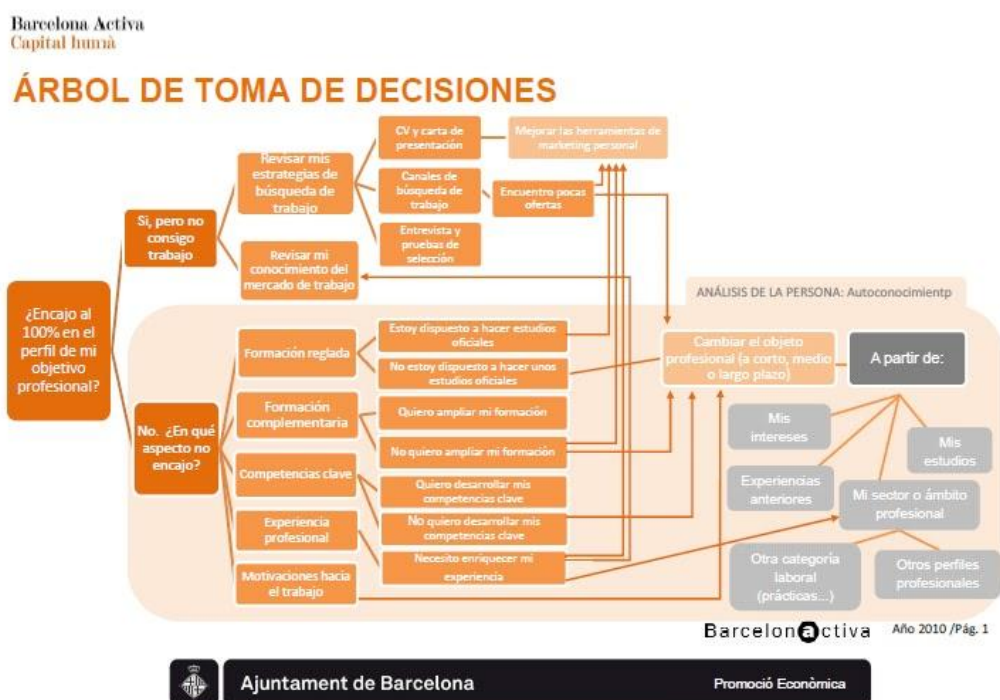 Barcelona Activa
Capital humà
ÁRBOL DE TOMA DE DECISIONES
¿Encajo al
100% en el
perfil de mi
objetivo
profesional?
Si, pero no
consigo
trabajo
Revisar mis
estrategias de
búsqueda de
trabajo
CV y carta de
presentación
Mejorar las herramientas de
marketing personal
Canales de
búsqueda de
trabajo
Encuentro pocas
ofertas
Entrevista y
pruebas de
selección
Revisar mi
conocimiento del
mercado de trabajo
ANÁLISIS DE LA PERSONA: Autoconocimientp
No. ¿En qué
aspecto no
encajo?
Formación reglada
Estoy dispuesto a hacer estudios
oficiales
No estoy dispuesto a hacer unos
estudios oficiales
Formación
complementaria
Quiero ampliar mi formación
No quiero ampliar mi formación
Competencias clave
Quiero desarrollar mis
competencias clave
No quiero desarrollar mis
competencias clave
Experiencia
profesional
Necesito enriquecer mi
experiencia
Motivaciones hacia
el trabajo
Cambiar el objeto
profesional (a corto, medio
o largo plazo)
A partir de:
Mis
intereses
Mis
estudios
Experiencias
anteriores
Mi sector o ámbito
profesional
Otra categoría
laboral
(prácticas...)
Otros perfiles
profesionales
Barcelonactiva
Año 2010 /Pág. 1
Ajuntament de Barcelona
Promoció Econòmica